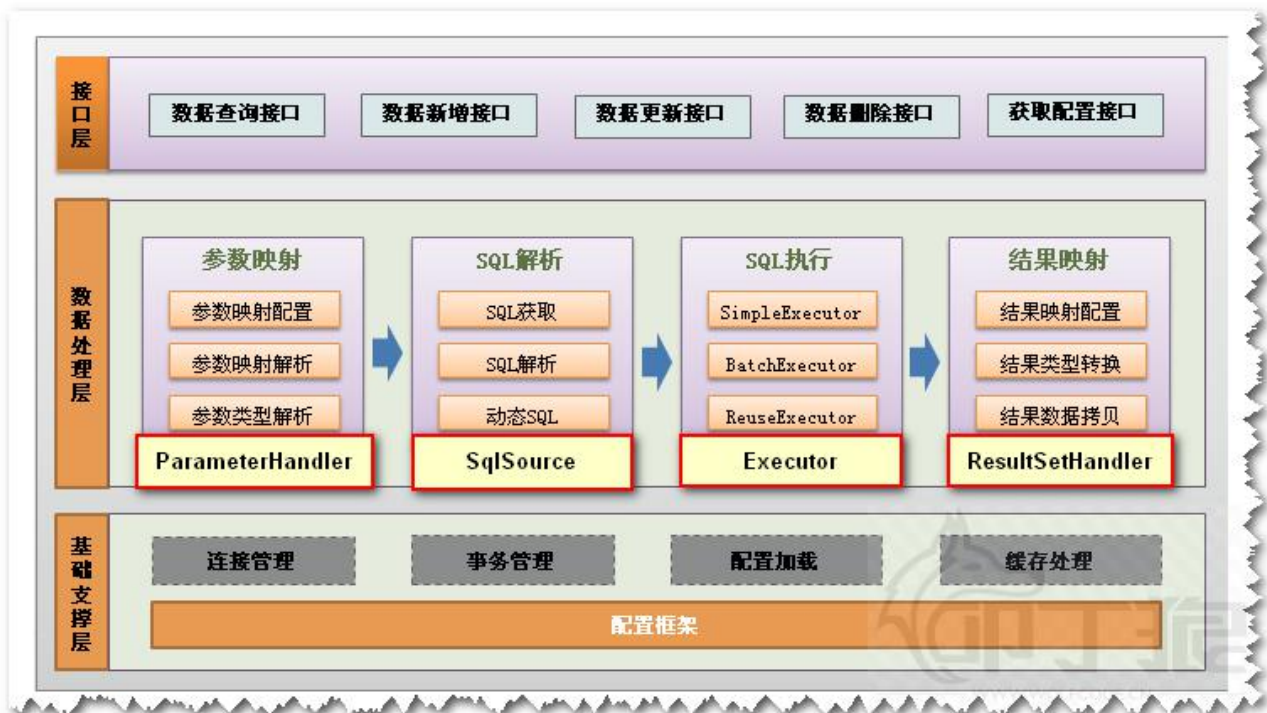 接口层
数据查询接口 数据新增接口 数据更新接口 数据删除接口 获取配置接口
数据处理层
参数映射 SQL解析 SQL执行 结果映射
参数映射配置 SQL获取 SimpleExecutor 结果映射配置
参数映射解析 SQL解析 BatchExecutor 结果类型转换
参数类型解析 动态SQL ReuseExecutor 结果数据拷贝
ParameterHandler SqlSource Executor ResultSetHandler
基础支撑层
连接管理 事务管理 配置加载 缓存处理
配置框架